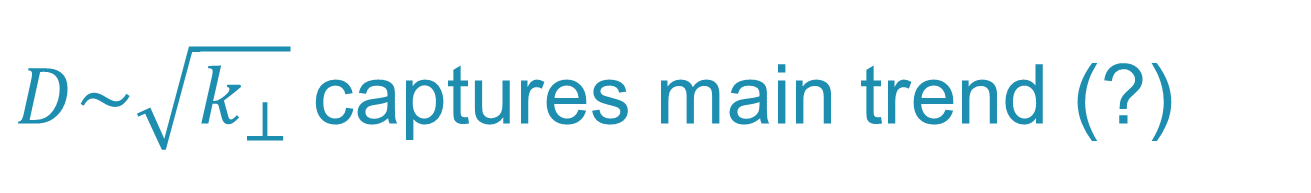 D~√k⊥ captures main trend (?)